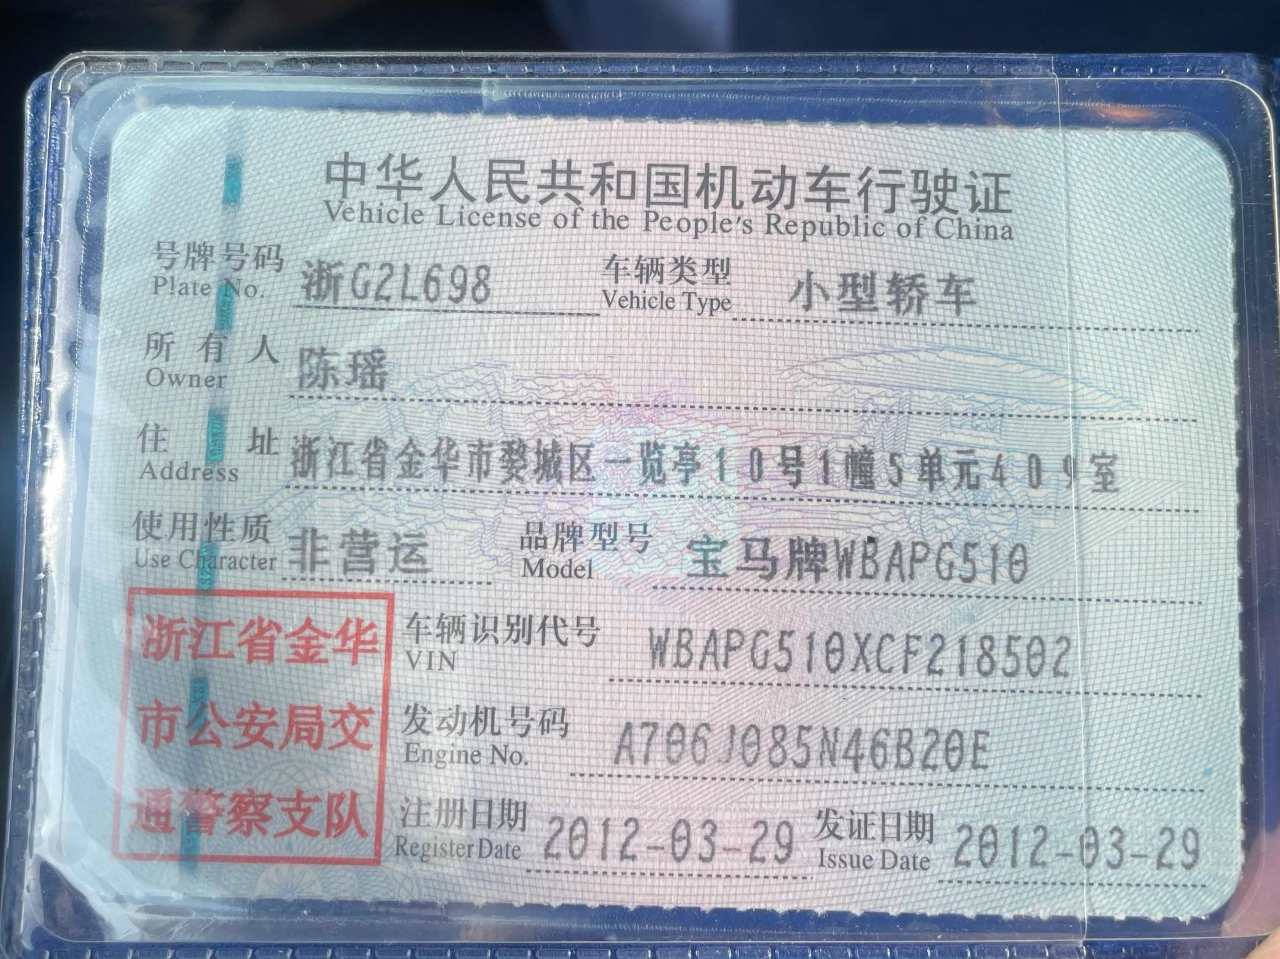 中华人民共和国机动车行驶证
Vehicle License of the People's Republic of China
号牌号码 浙G2L698 车辆类型 小型轿车
Plate No. Vehicle Type
所有人 陈瑶
Owner
住址 浙江省金华市婺城区一览亭10号1幢5单元409室
Address
使用性质 非营运 品牌型号 宝马牌WBAPG510
Use Character Model
浙江省金华
市公安局交
通警察支队
车辆识别代号 WBAPG510XCF218502
VIN
发动机号码 A706J085N46B20E
Engine No.
注册日期 2012-03-29 发证日期 2012-03-29
Register Date Issue Date